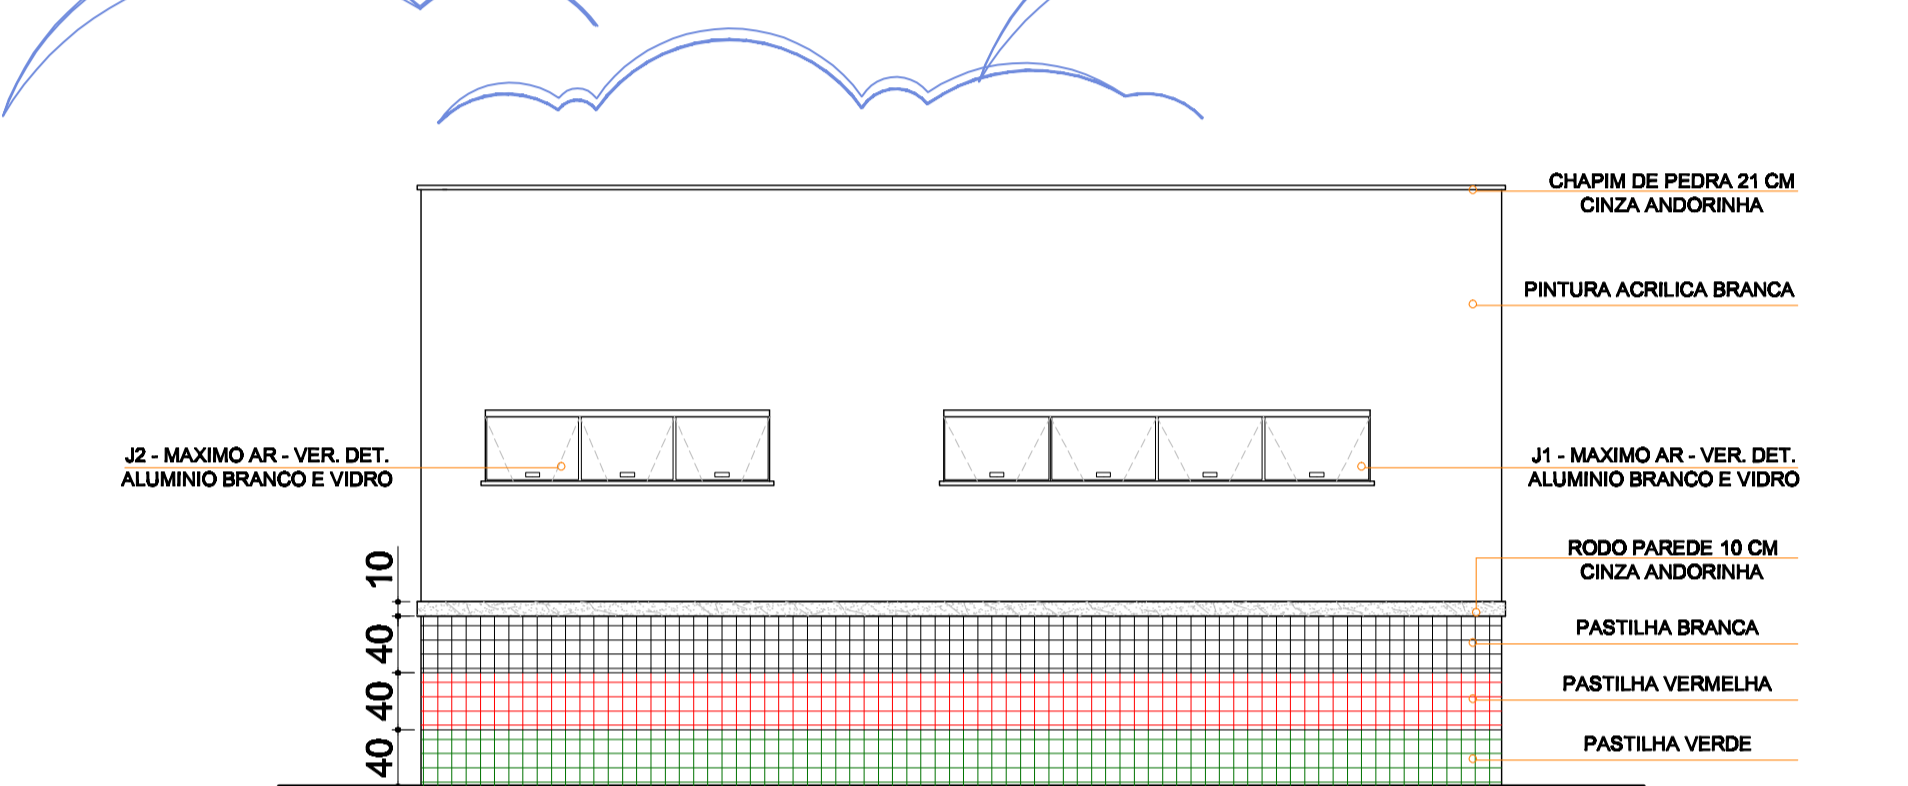 CHAPIM DE PEDRA 21 CM
CINZA ANDORINHA
PINTURA ACRILICA BRANCA
J2 - MAXIMO AR - VER. DET.
ALUMINIO BRANCO E VIDRO
J1 - MAXIMO AR - VER. DET.
ALUMINIO BRANCO E VIDRO
10
RODO PAREDE 10 CM
CINZA ANDORINHA
40
PASTILHA BRANCA
40
PASTILHA VERMELHA
40
PASTILHA VERDE